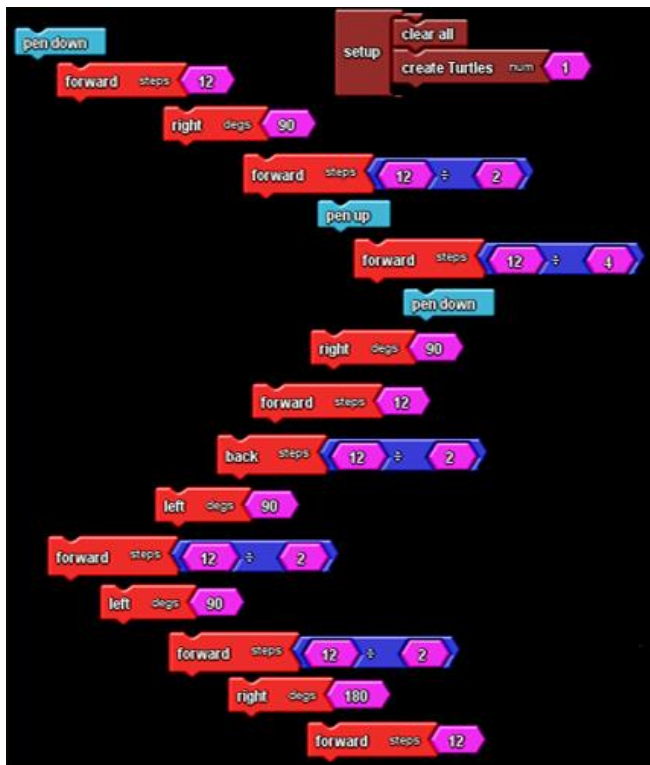 pen down
setup
clear all
create Turtles num 1
forward steps 12
right degs 90
forward steps 12 ÷ 2
pen up
forward steps 12 ÷ 4
pen down
right degs 90
forward steps 12
back steps 12 ÷ 2
left degs 90
forward steps 12 ÷ 2
left degs 90
forward steps 12 ÷ 2
right degs 180
forward steps 12